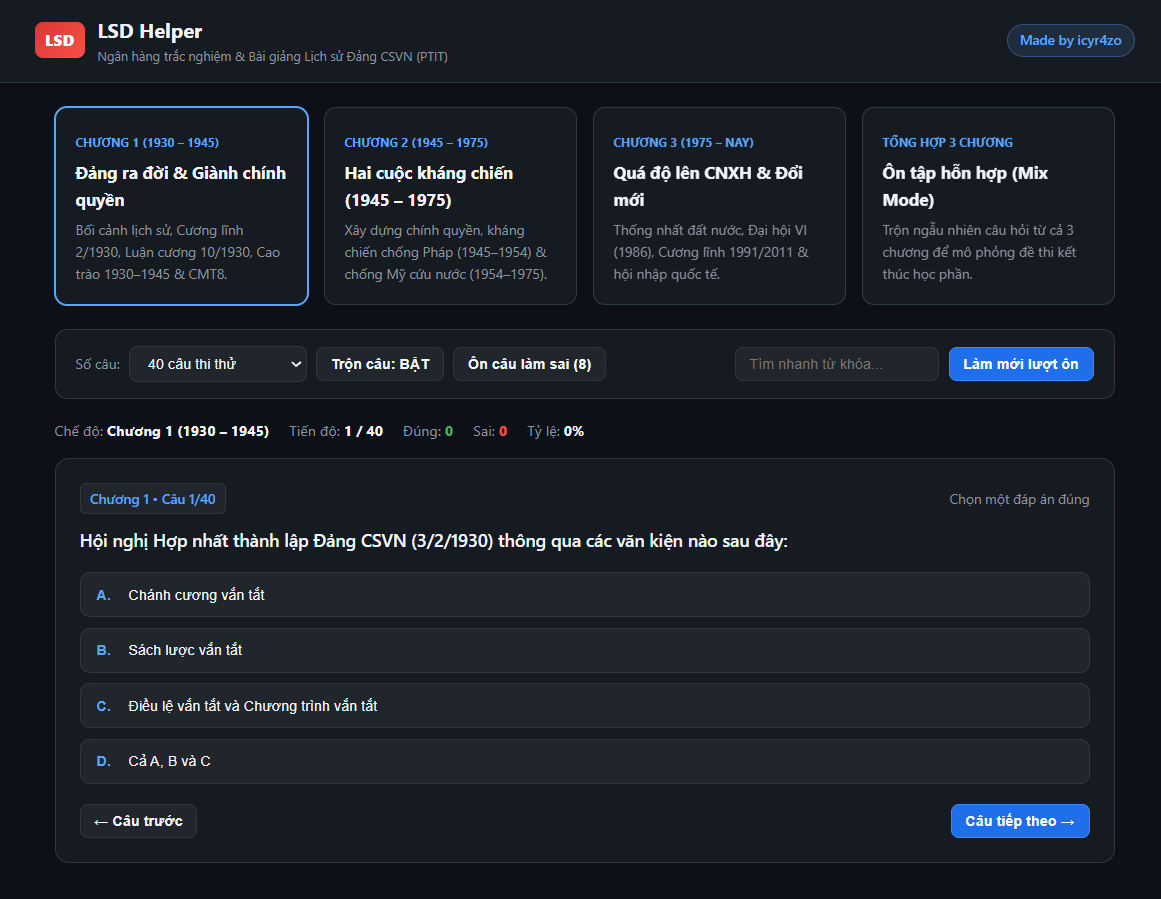 LSD
LSD Helper
Ngân hàng trắc nghiệm & Bài giảng Lịch sử Đảng CSVN (PTIT)
Made by icyr4zo
CHƯƠNG 1 (1930 – 1945)
Đảng ra đời & Giành chính
quyền
Bối cảnh lịch sử, Cương lĩnh
2/1930, Luận cương 10/1930, Cao
trào 1930–1945 & CMT8.
CHƯƠNG 2 (1945 – 1975)
Hai cuộc kháng chiến
(1945 – 1975)
Xây dựng chính quyền, kháng
chiến chống Pháp (1945–1954) &
chống Mỹ cứu nước (1954–1975).
CHƯƠNG 3 (1975 – NAY)
Quá độ lên CNXH & Đổi
mới
Thống nhất đất nước, Đại hội VI
(1986), Cương lĩnh 1991/2011 &
hội nhập quốc tế.
TỔNG HỢP 3 CHƯƠNG
Ôn tập hỗn hợp (Mix
Mode)
Trộn ngẫu nhiên câu hỏi từ cả 3
chương để mô phỏng đề thi kết
thúc học phần.
Số câu: 40 câu thi thử Trộn câu: BẬT Ôn câu làm sai (8) Tìm nhanh từ khóa... Làm mới lượt ôn
Chế độ: Chương 1 (1930 – 1945) Tiến độ: 1 / 40 Đúng: 0 Sai: 0 Tỷ lệ: 0%
Chương 1 • Câu 1/40 Chọn một đáp án đúng
Hội nghị Hợp nhất thành lập Đảng CSVN (3/2/1930) thông qua các văn kiện nào sau đây:
A. Chánh cương vắn tắt
B. Sách lược vắn tắt
C. Điều lệ vắn tắt và Chương trình vắn tắt
D. Cả A, B và C
← Câu trước Câu tiếp theo →